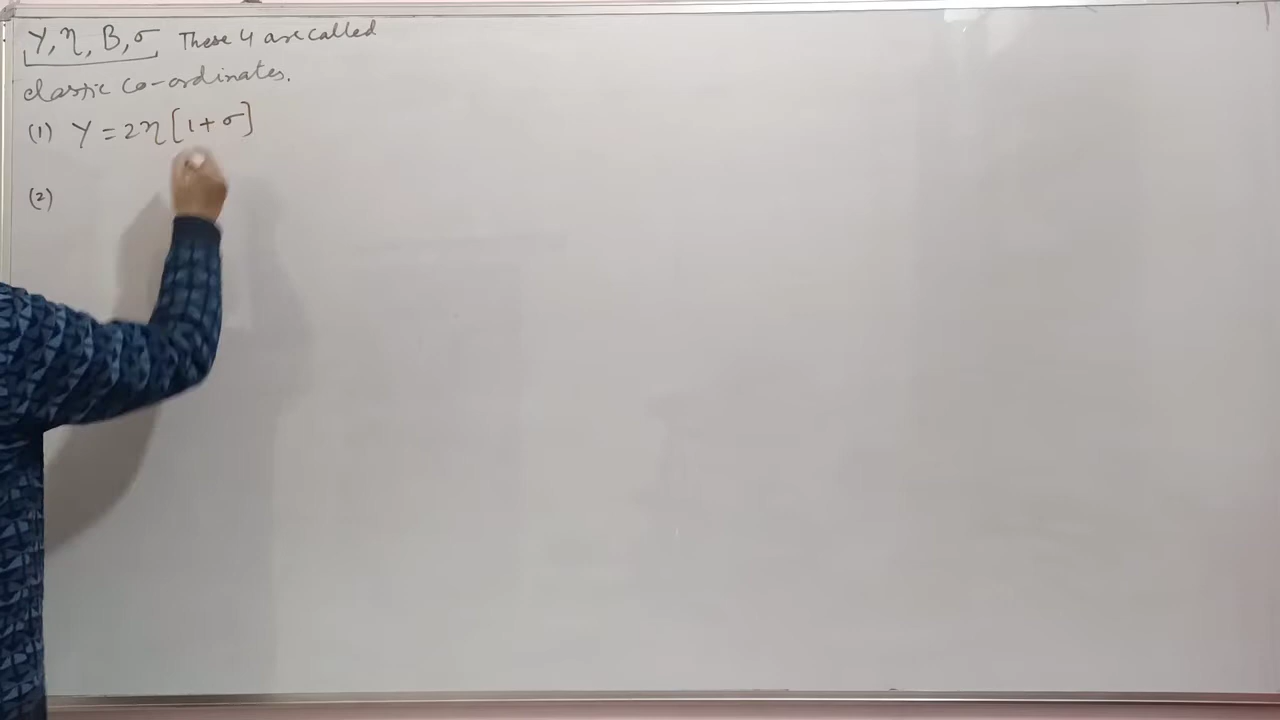 Y, η, B, σ These 4 are called
elastic co-ordinates.
(1) Y = 2η[1+σ]
(2)